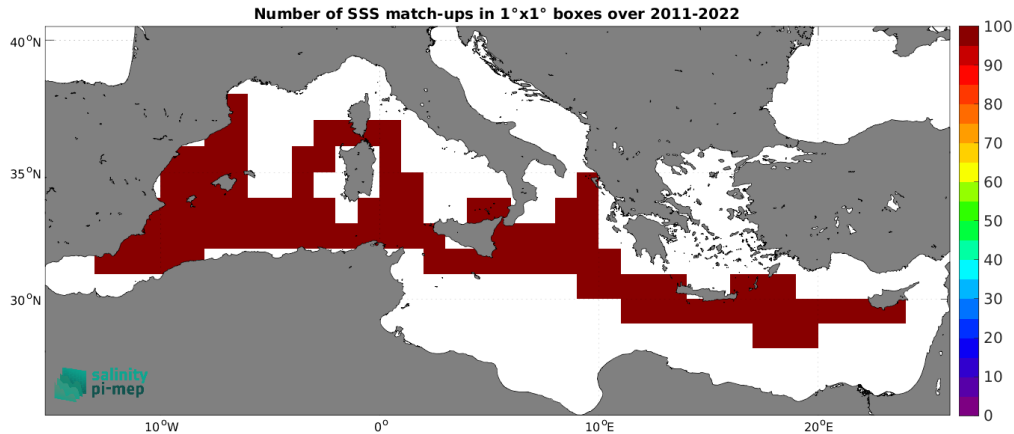 Number of SSS match-ups in 1°x1° boxes over 2011-2022
40°N
35°N
30°N
10°W
0°
10°E
20°E
100
90
80
70
60
50
40
30
20
10
0
salinity
pi-mep